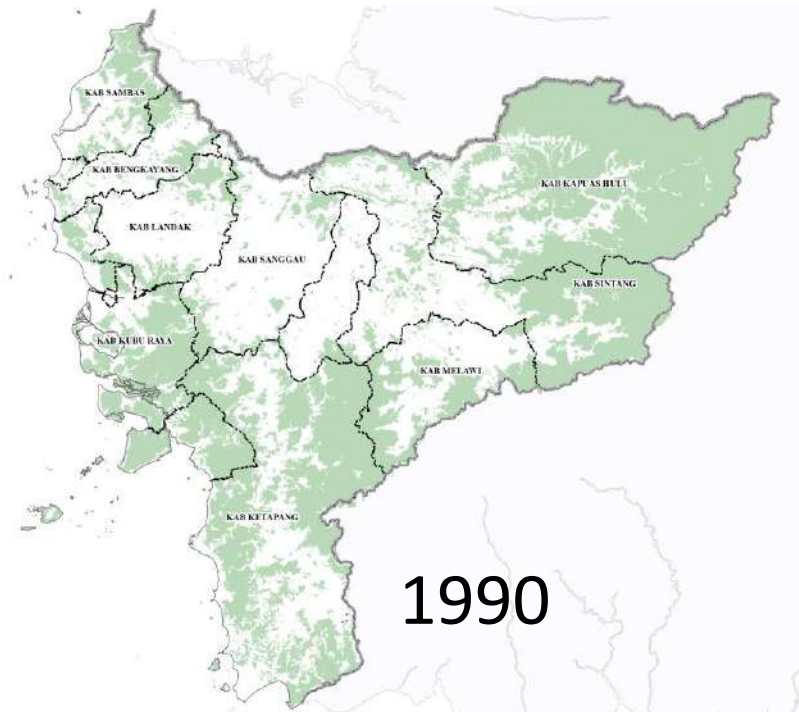 KAB SAMBAS
KAB BENGKAYANG
KAB KAPUAS HULU
KAB LANDAK
KAB SANGGAU
KAB SINTANG
KAB KUBU RAYA
KAB MELAWI
KAB KETAPANG
1990